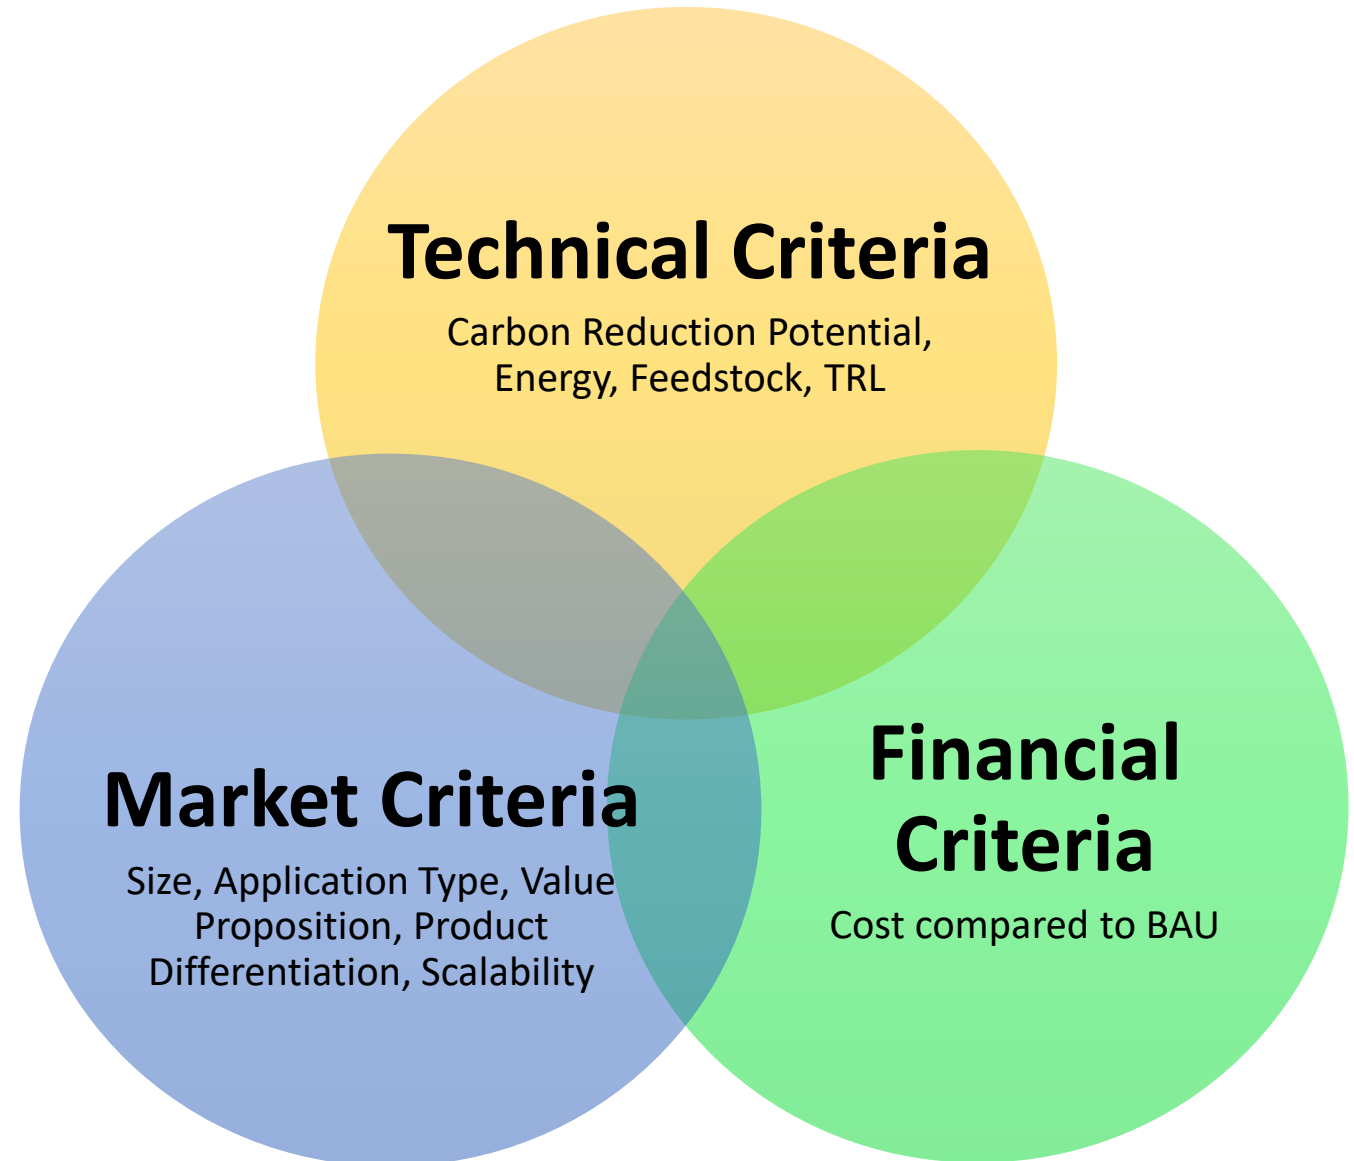 Technical Criteria
Carbon Reduction Potential,
Energy, Feedstock, TRL
Market Criteria
Size, Application Type, Value
Proposition, Product
Differentiation, Scalability
Financial
Criteria
Cost compared to BAU